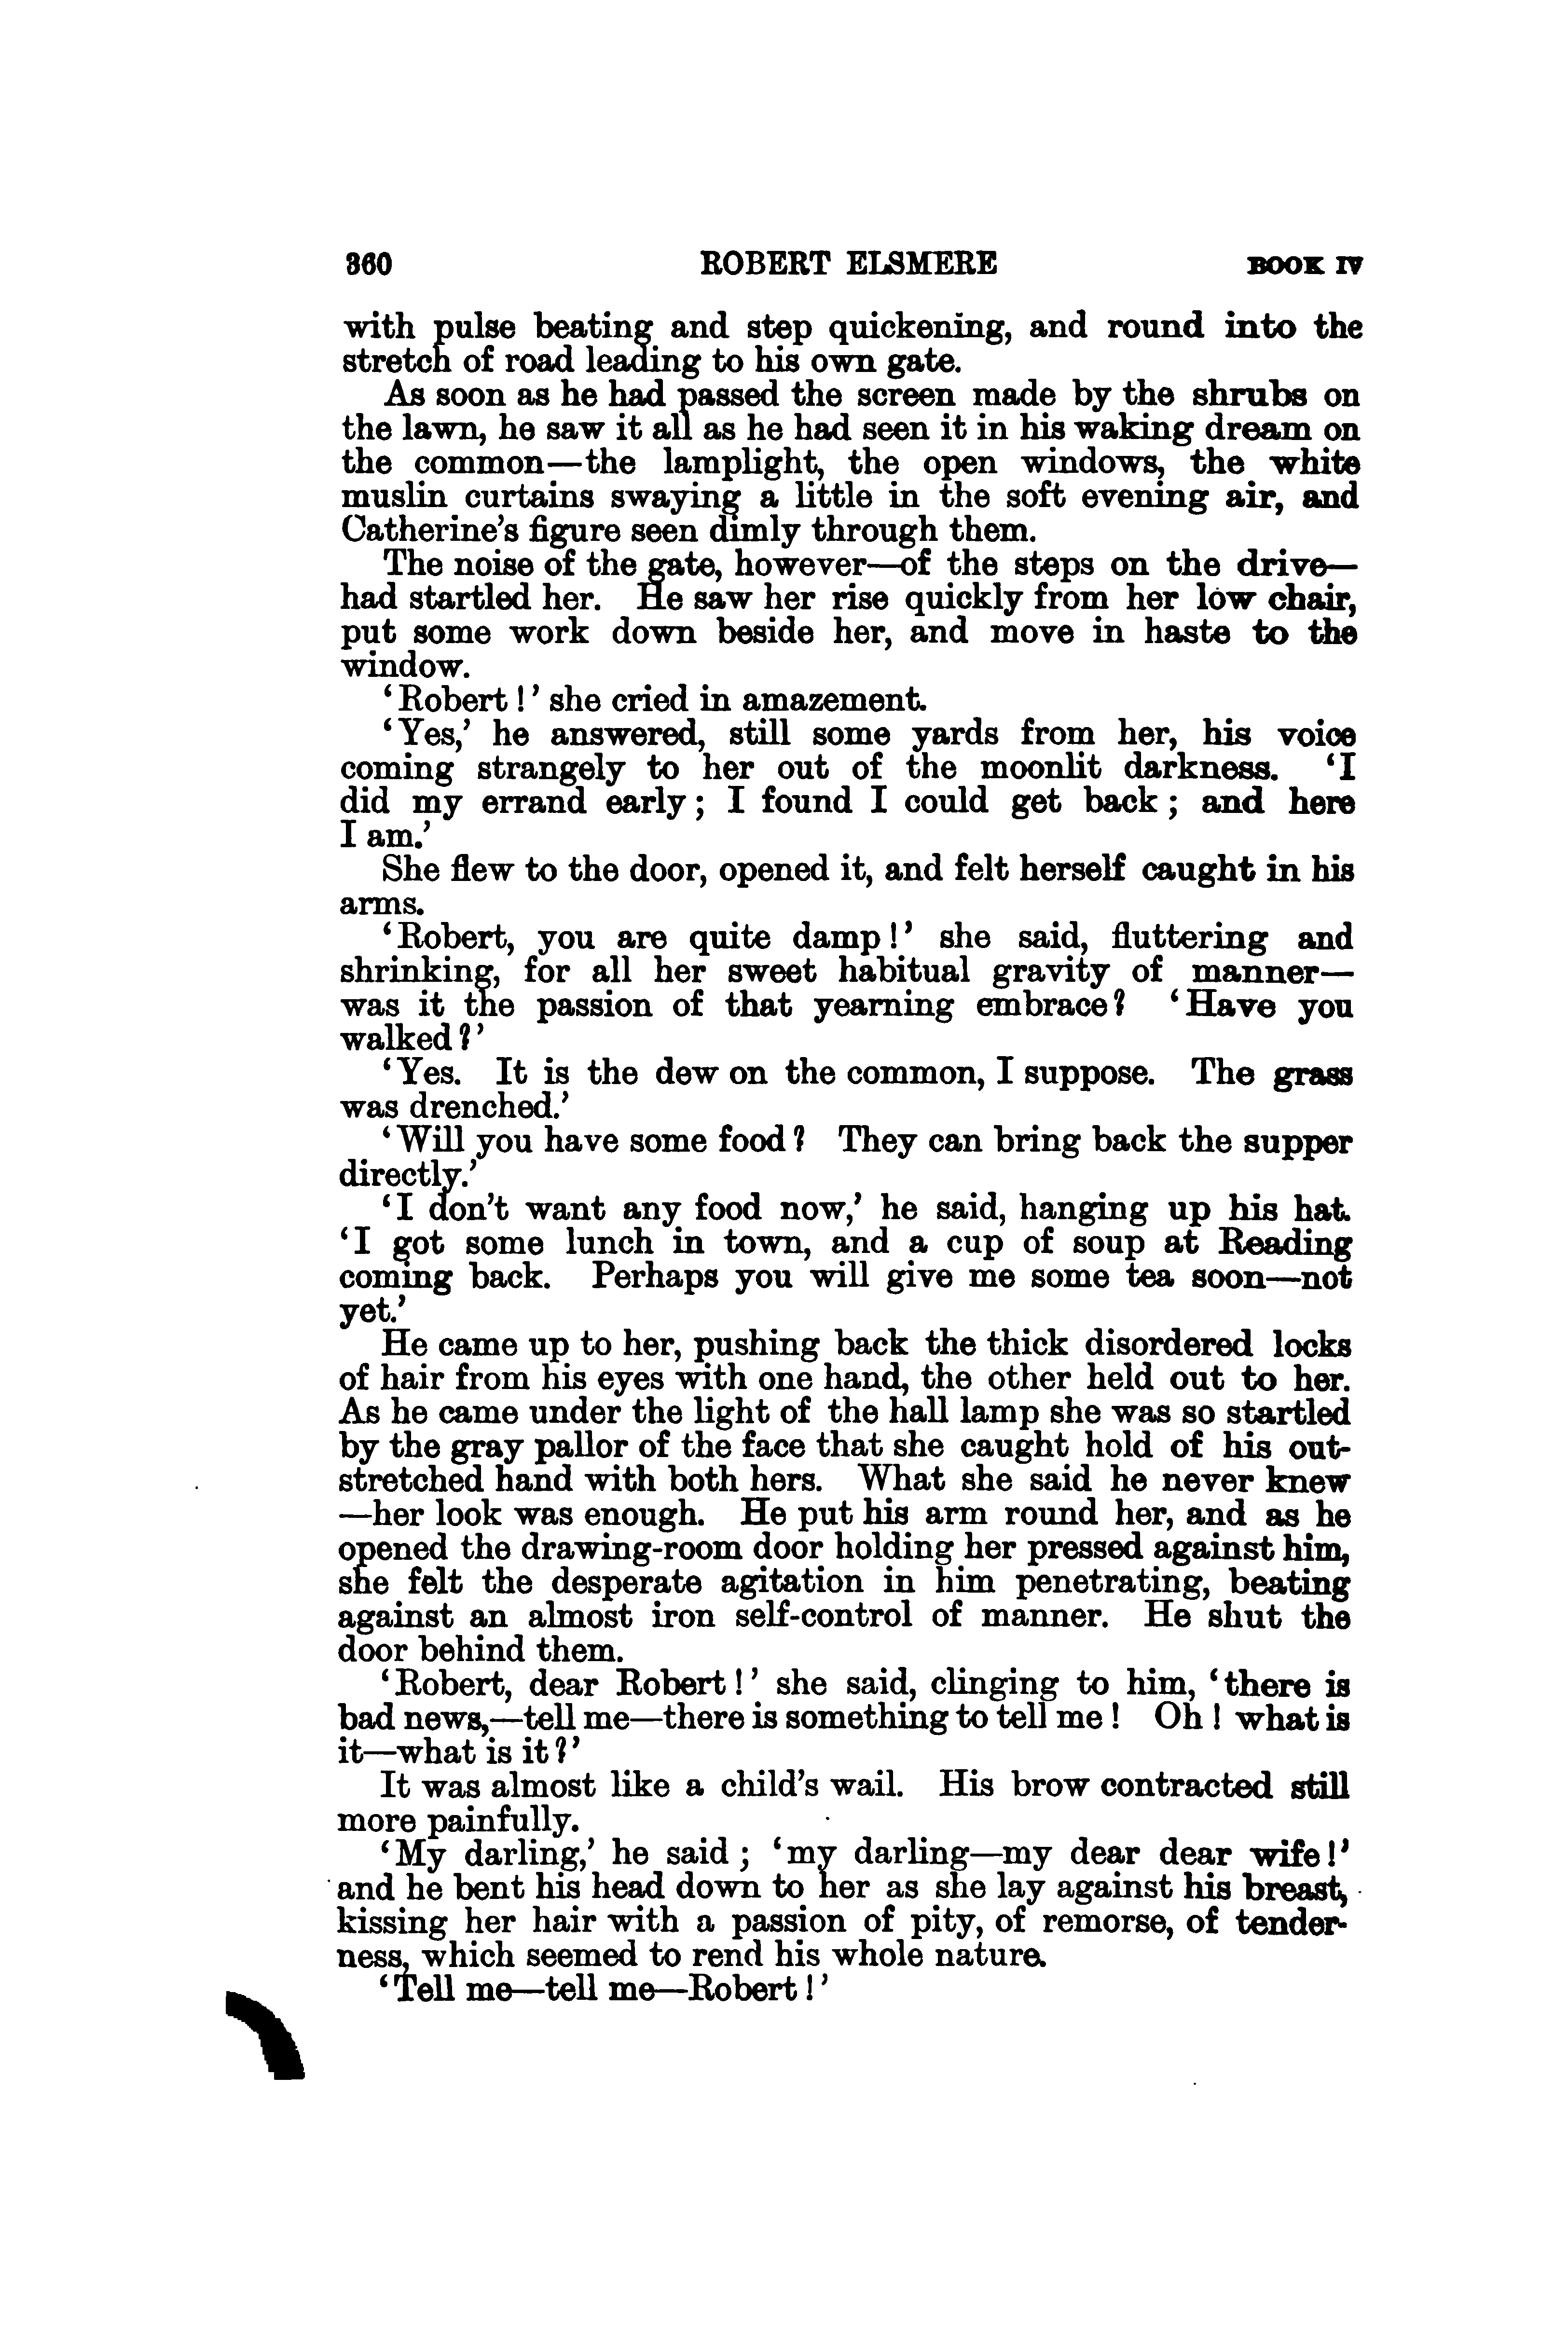 360 ROBERT ELSMERE BOOK IV
with pulse beating and step quickening, and round into the
stretch of road leading to his own gate.
As soon as he had passed the screen made by the shrubs on
the lawn, he saw it all as he had seen it in his waking dream on
the common—the lamplight, the open windows, the white
muslin curtains swaying a little in the soft evening air, and
Catherine's figure seen dimly through them.
The noise of the gate, however—of the steps on the drive—
had startled her. He saw her rise quickly from her low chair,
put some work down beside her, and move in haste to the
window.
‘Robert!’ she cried in amazement.
‘Yes,’ he answered, still some yards from her, his voice
coming strangely to her out of the moonlit darkness. ‘I
did my errand early; I found I could get back; and here
I am.’
She flew to the door, opened it, and felt herself caught in his
arms.
‘Robert, you are quite damp!’ she said, fluttering and
shrinking, for all her sweet habitual gravity of manner—
was it the passion of that yearning embrace? ‘Have you
walked?’
‘Yes. It is the dew on the common, I suppose. The grass
was drenched.’
‘Will you have some food? They can bring back the supper
directly.’
‘I don't want any food now,’ he said, hanging up his hat.
‘I got some lunch in town, and a cup of soup at Reading
coming back. Perhaps you will give me some tea soon—not
yet.’
He came up to her, pushing back the thick disordered locks
of hair from his eyes with one hand, the other held out to her.
As he came under the light of the hall lamp she was so startled
by the gray pallor of the face that she caught hold of his out-
stretched hand with both hers. What she said he never knew
—her look was enough. He put his arm round her, and as he
opened the drawing-room door holding her pressed against him,
she felt the desperate agitation in him penetrating, beating
against an almost iron self-control of manner. He shut the
door behind them.
‘Robert, dear Robert!’ she said, clinging to him, ‘there is
bad news,—tell me—there is something to tell me! Oh! what is
it—what is it?’
It was almost like a child's wail. His brow contracted still
more painfully.
‘My darling,’ he said; ‘my darling—my dear dear wife!’
and he bent his head down to her as she lay against his breast,
kissing her hair with a passion of pity, of remorse, of tender-
ness, which seemed to rend his whole nature.
‘Tell me—tell me—Robert!’